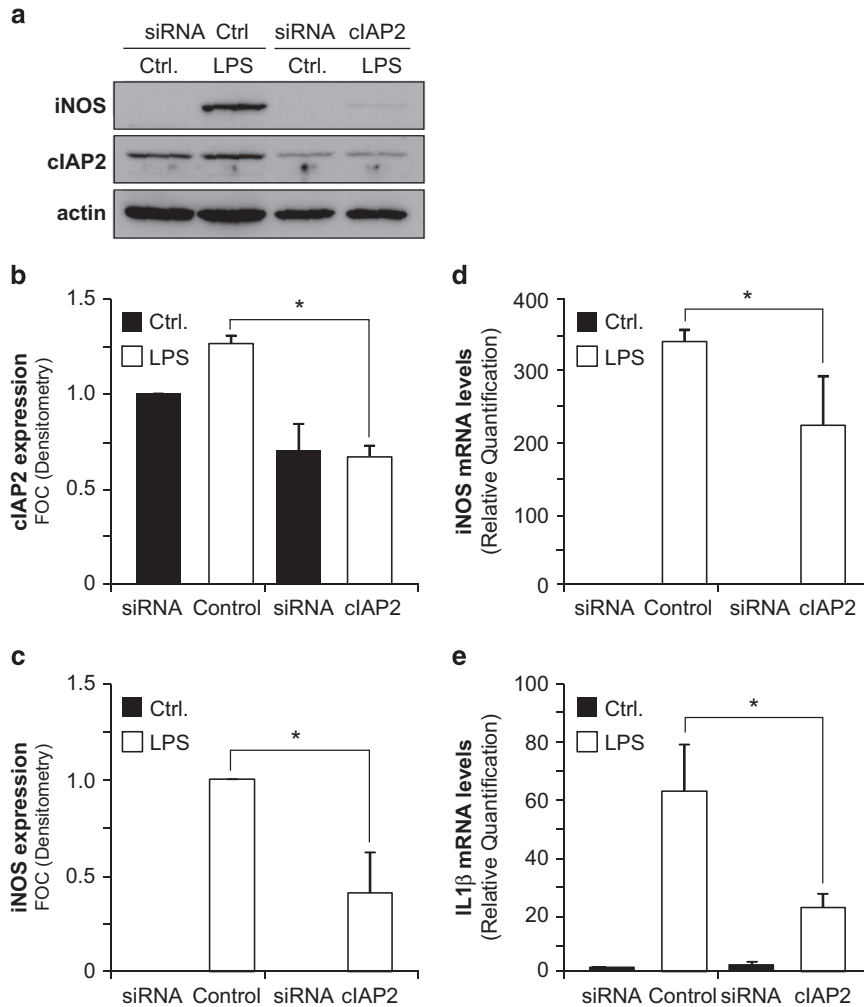 a
siRNA Ctrl siRNA cIAP2
Ctrl. LPS Ctrl. LPS
iNOS
cIAP2
actin
b
cIAP2 expression
FOC (Densitometry)
1.5
1.0
0.5
0
Ctrl.
LPS
*
siRNA Control siRNA cIAP2
c
iNOS expression
FOC (Densitometry)
1.5
1.0
0.5
0
Ctrl.
LPS
*
siRNA Control siRNA cIAP2
d
iNOS mRNA levels
(Relative Quantification)
400
300
200
100
0
Ctrl.
LPS
*
siRNA Control siRNA cIAP2
e
IL1β mRNA levels
(Relative Quantification)
100
80
60
40
20
0
Ctrl.
LPS
*
siRNA Control siRNA cIAP2